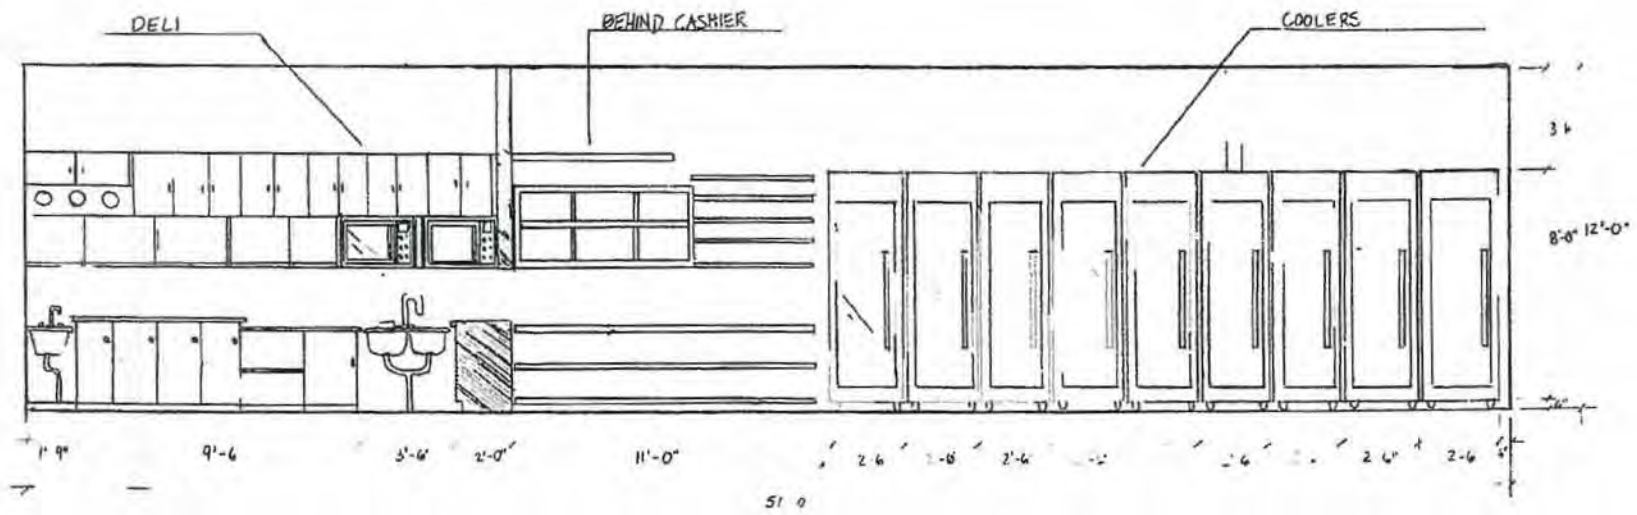 DELI
BEHIND CASHIER
COOLERS
3 6
8'-0" 12'-0"
1' 9" 9'-6 3'-6" 2'-0" 11'-0" 2 6 2'-6 6 2 6" 2-6
51 0